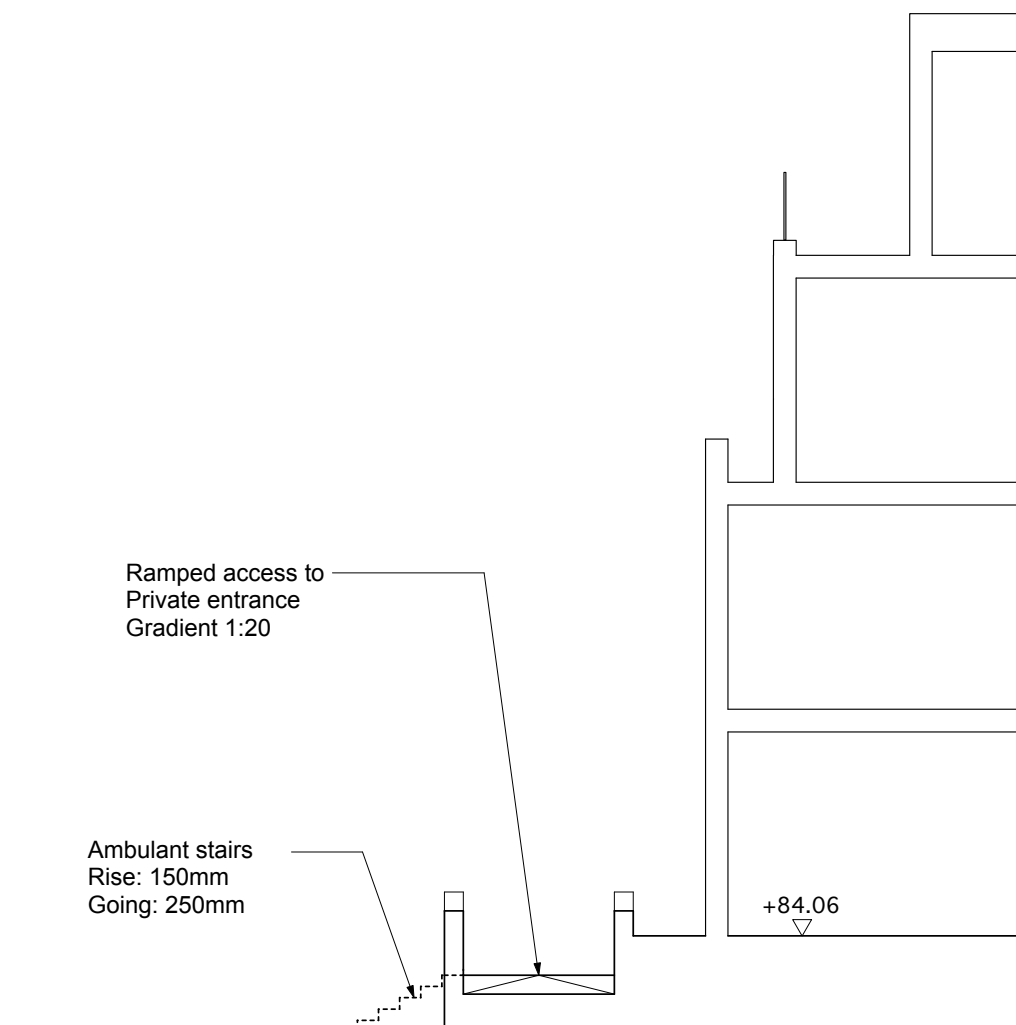 Ramped access to
Private entrance
Gradient 1:20
Ambulant stairs
Rise: 150mm
Going: 250mm
+84.06